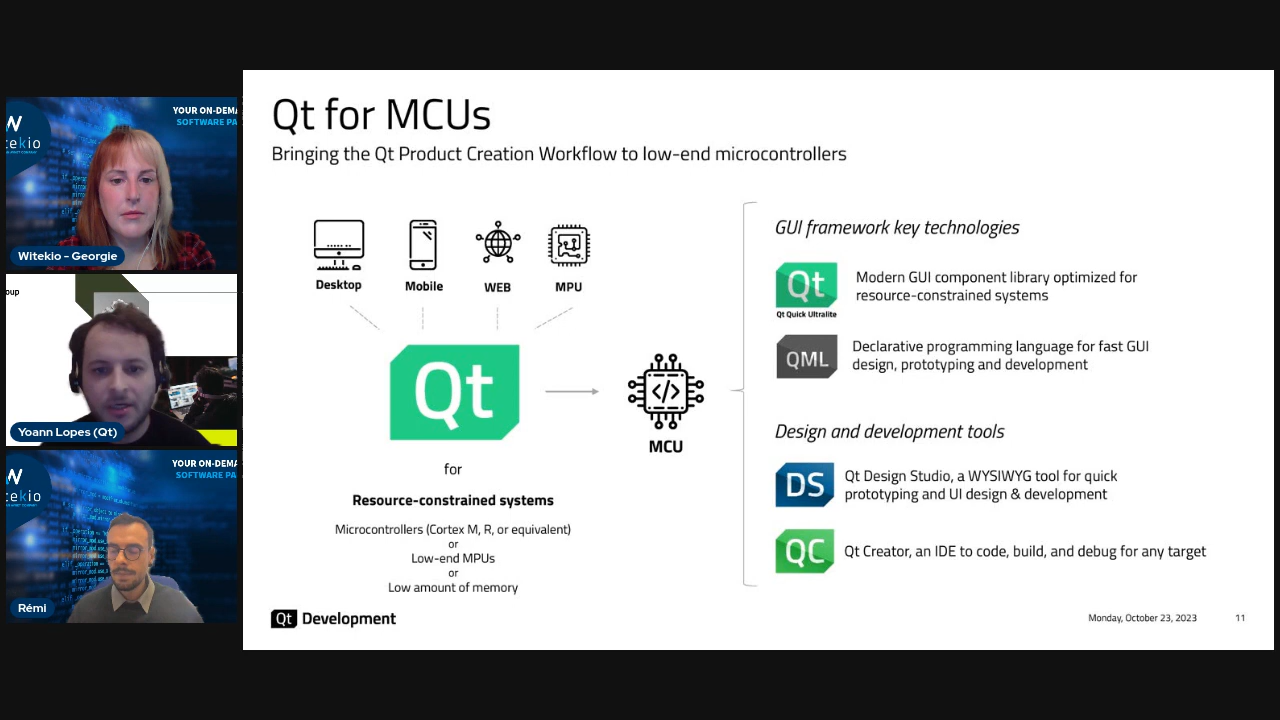 YOUR ON-DEMA
SOFTWARE PA
W
tekio
Witekio - Georgie
oup
Yoann Lopes (Qt)
YOUR ON-DEMA
SOFTWARE PA
W
tekio
Rémi
Qt for MCUs
Bringing the Qt Product Creation Workflow to low-end microcontrollers
Desktop
Mobile
WEB
MPU
Qt
MCU
for
Resource-constrained systems
Microcontrollers (Cortex M, R, or equivalent)
or
Low-end MPUs
or
Low amount of memory
GUI framework key technologies
Qt
Qt Quick Ultralite
Modern GUI component library optimized for
resource-constrained systems
QML
Declarative programming language for fast GUI
design, prototyping and development
Design and development tools
DS
Qt Design Studio, a WYSIWYG tool for quick
prototyping and UI design & development
QC
Qt Creator, an IDE to code, build, and debug for any target
Qt Development
Monday, October 23, 2023
11